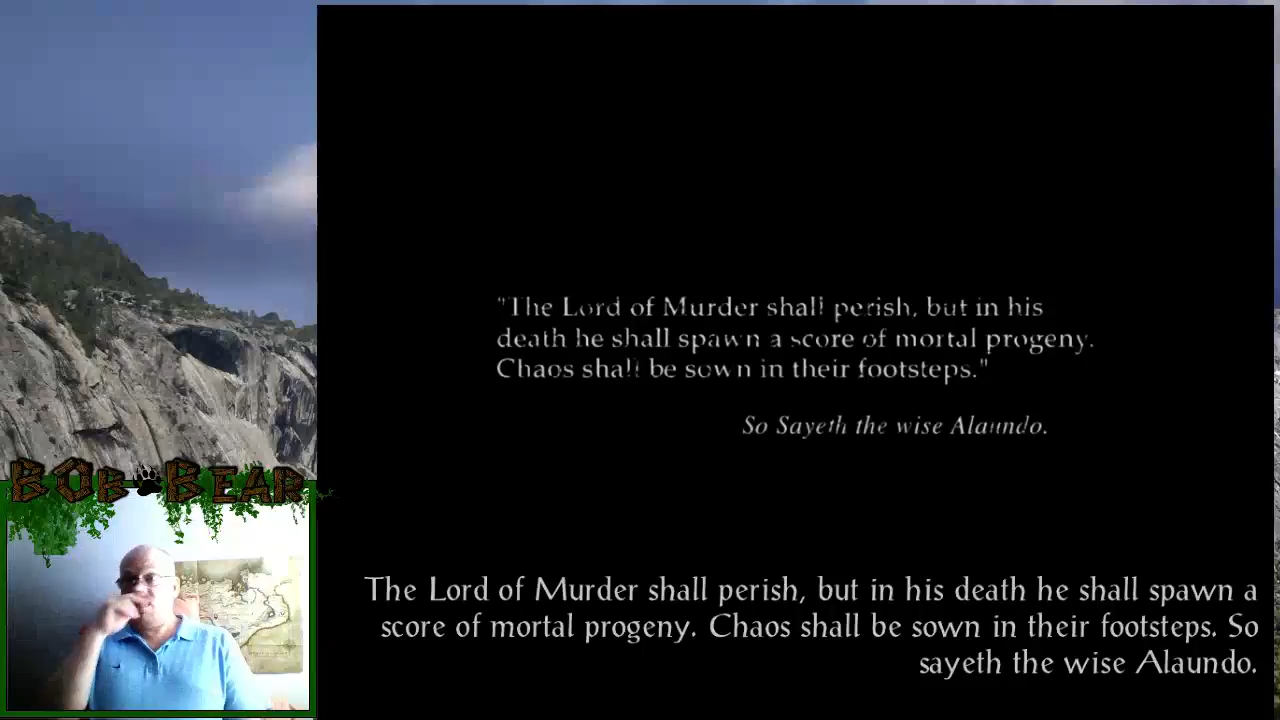 "The Lord of Murder shall perish, but in his
death he shall spawn a score of mortal progeny.
Chaos shall be sown in their footsteps."
So Sayeth the wise Alaundo.
BOB BEAR
The Lord of Murder shall perish, but in his death he shall spawn a
score of mortal progeny. Chaos shall be sown in their footsteps. So
sayeth the wise Alaundo.